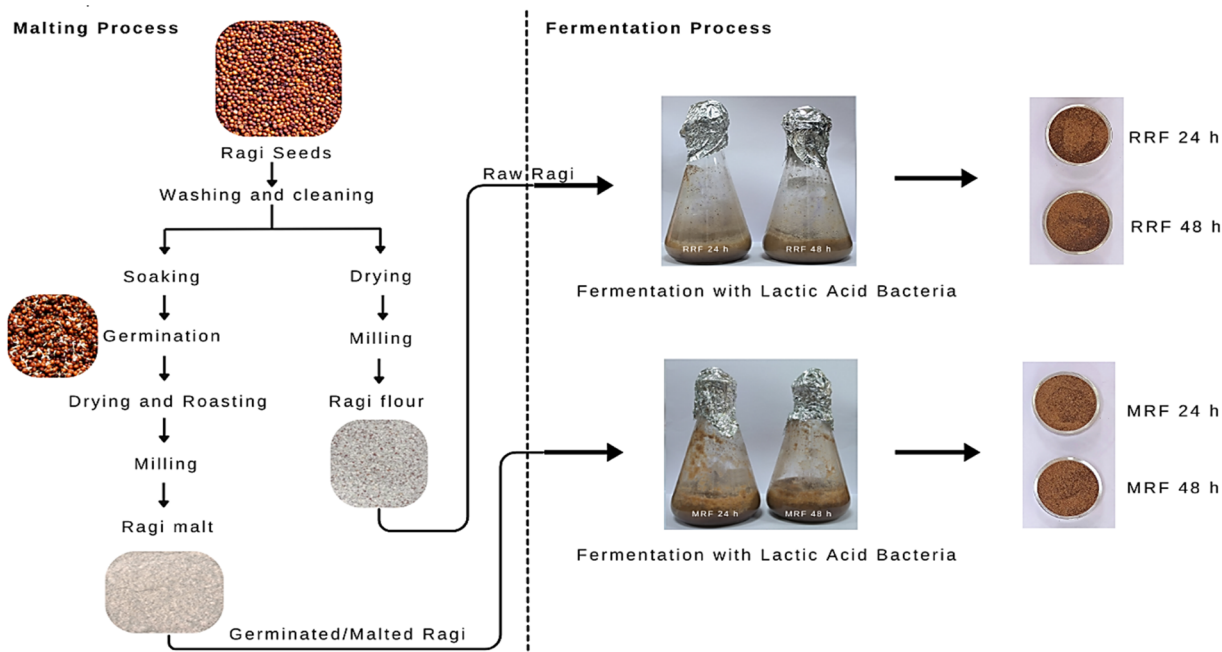 Malting Process
Fermentation Process
Ragi Seeds
Washing and cleaning
Soaking
Drying
Germination
Milling
Drying and Roasting
Ragi flour
Milling
Ragi malt
Germinated/Malted Ragi
Raw Ragi
RRF 24 h
RRF 48 h
Fermentation with Lactic Acid Bacteria
RRF 24 h
RRF 48 h
MRF 24 h
MRF 48 h
Fermentation with Lactic Acid Bacteria
MRF 24 h
MRF 48 h